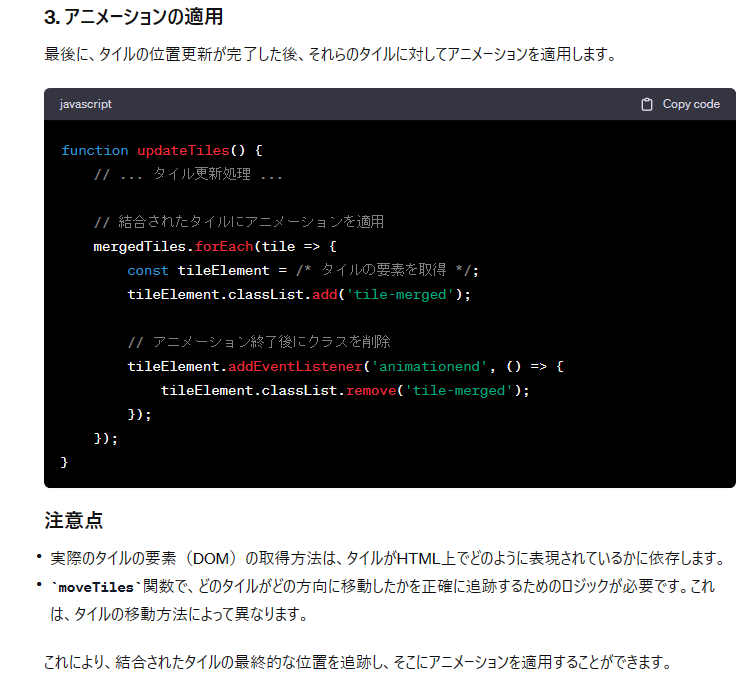 3. アニメーションの適用
最後に、タイルの位置更新が完了した後、それらのタイルに対してアニメーションを適用します。
javascript
Copy code
function updateTiles() {
    // ... タイル更新処理 ...
    // 結合されたタイルにアニメーションを適用
    mergedTiles.forEach(tile => {
        const tileElement = /* タイルの要素を取得 */;
        tileElement.classList.add('tile-merged');
        // アニメーション終了後にクラスを削除
        tileElement.addEventListener('animationend', () => {
            tileElement.classList.remove('tile-merged');
        });
    });
}
注意点
• 実際のタイルの要素（DOM）の取得方法は、タイルがHTML上でどのように表現されているかに依存します。
• `moveTiles`関数で、どのタイルがどの方向に移動したかを正確に追跡するためのロジックが必要です。これ
は、タイルの移動方法によって異なります。
これにより、結合されたタイルの最終的な位置を追跡し、そこにアニメーションを適用することができます。